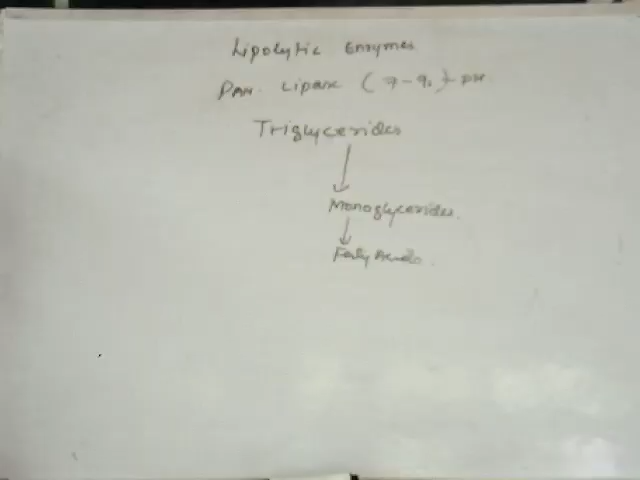 Lipolytic Enzymes
Pan. Lipase (7-9) pH
Triglycerides
Monoglycerides.
Fatty Acids.